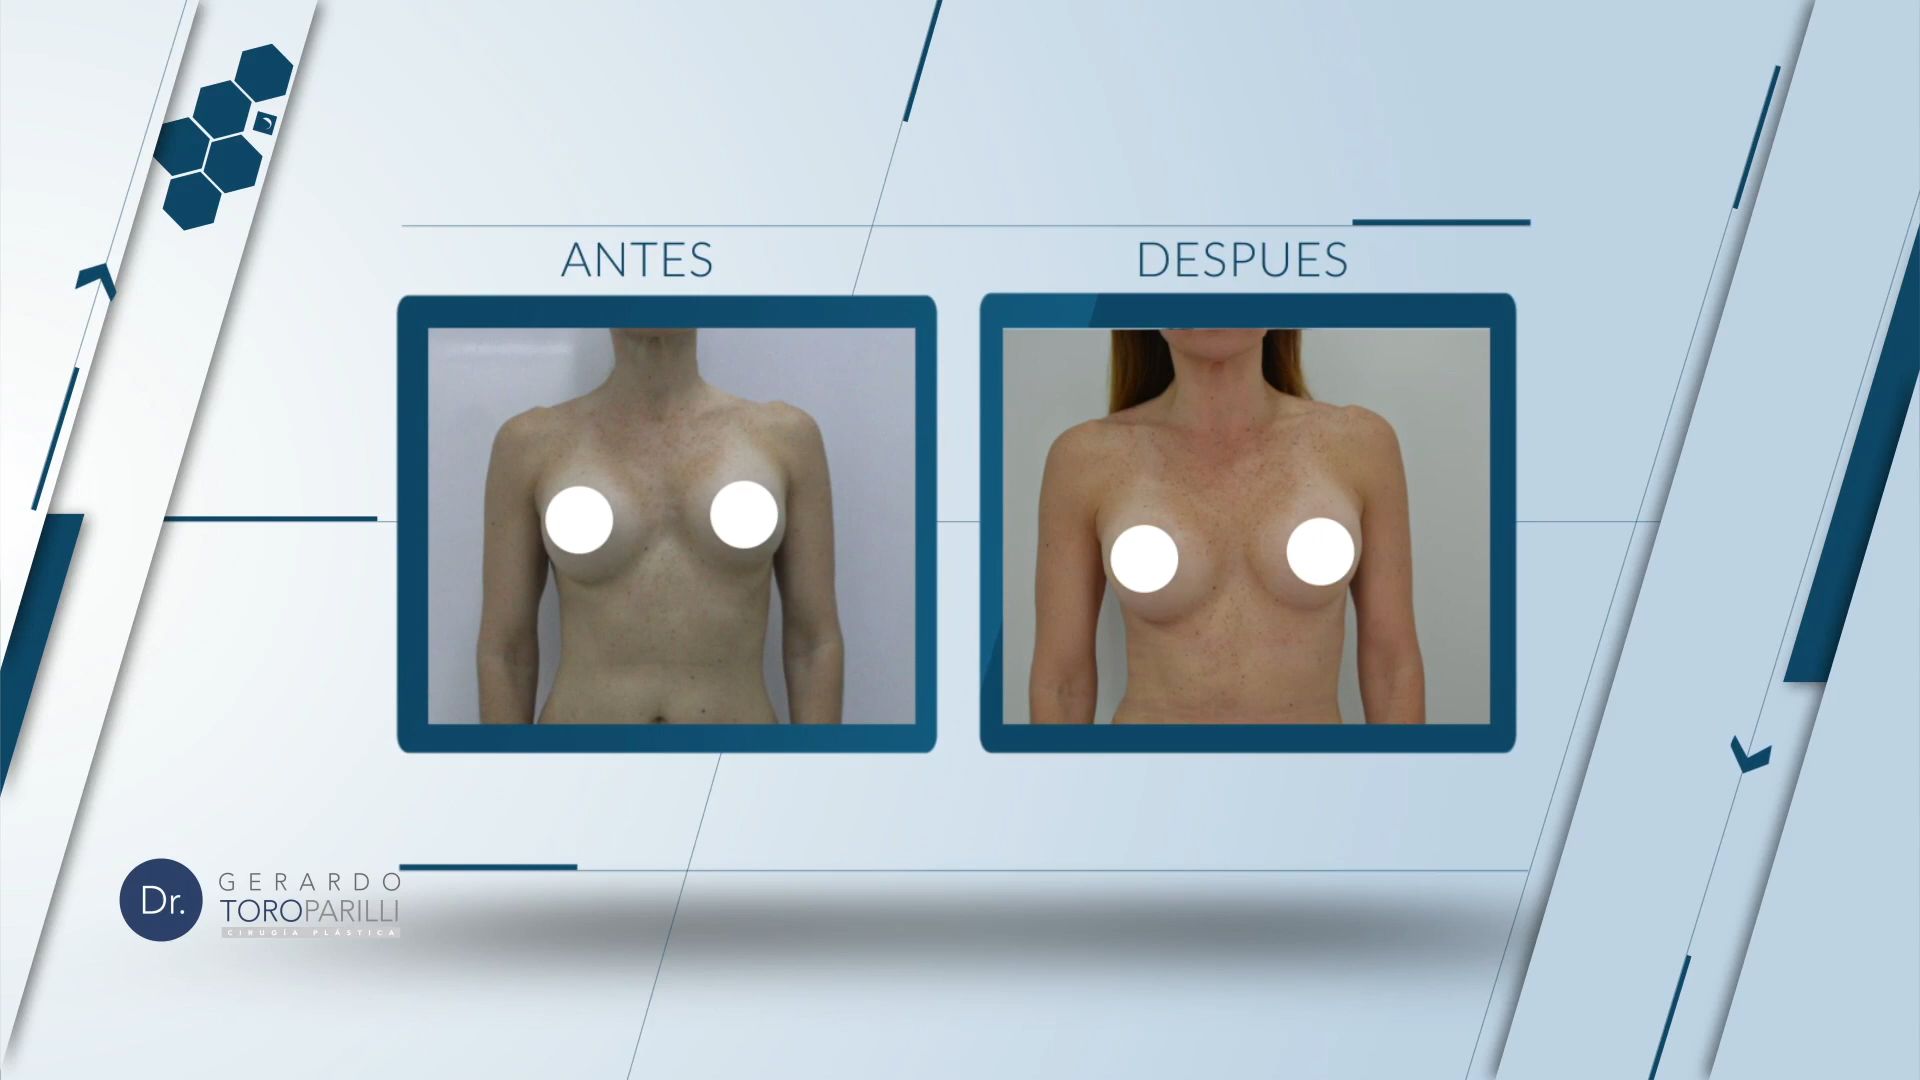 ANTES
DESPUES
Dr.
GERARDO
TOROPARILLI
CIRUGÍA PLÁSTICA